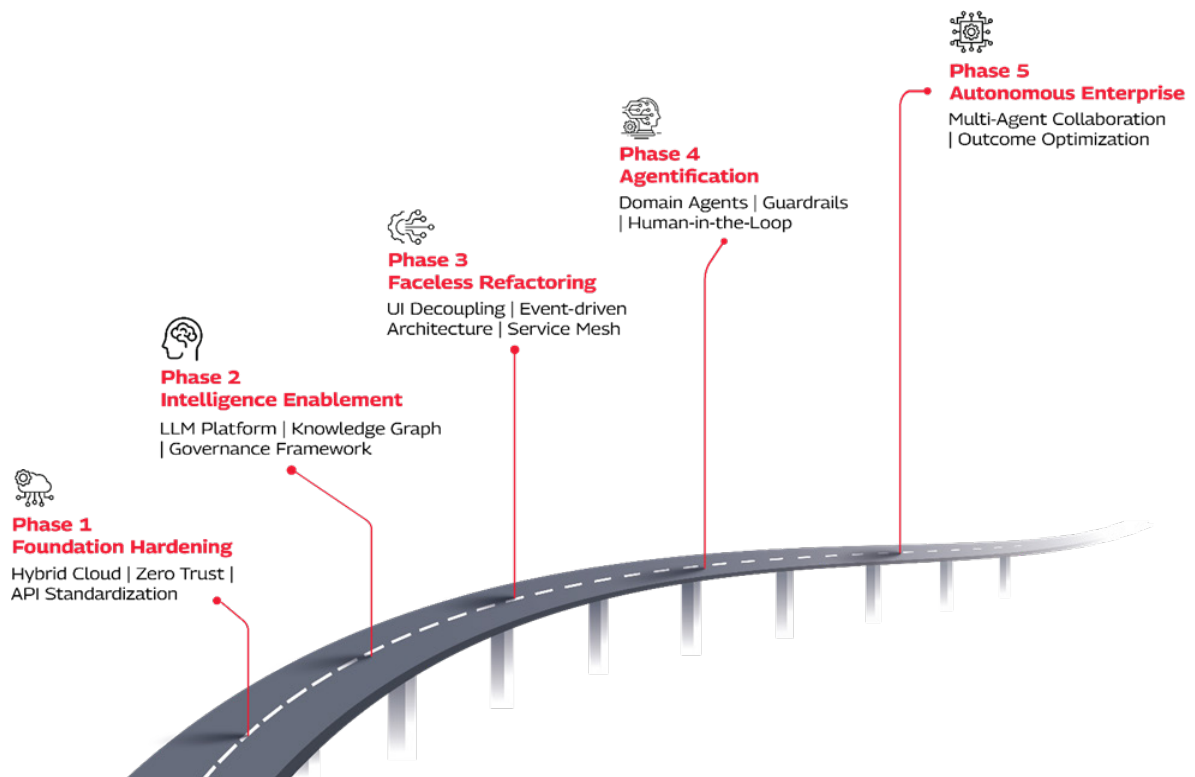 Phase 1
Foundation Hardening
Hybrid Cloud | Zero Trust |
API Standardization
Phase 2
Intelligence Enablement
LLM Platform | Knowledge Graph
| Governance Framework
Phase 3
Faceless Refactoring
UI Decoupling | Event-driven
Architecture | Service Mesh
Phase 4
Agentification
Domain Agents | Guardrails
| Human-in-the-Loop
Phase 5
Autonomous Enterprise
Multi-Agent Collaboration
| Outcome Optimization